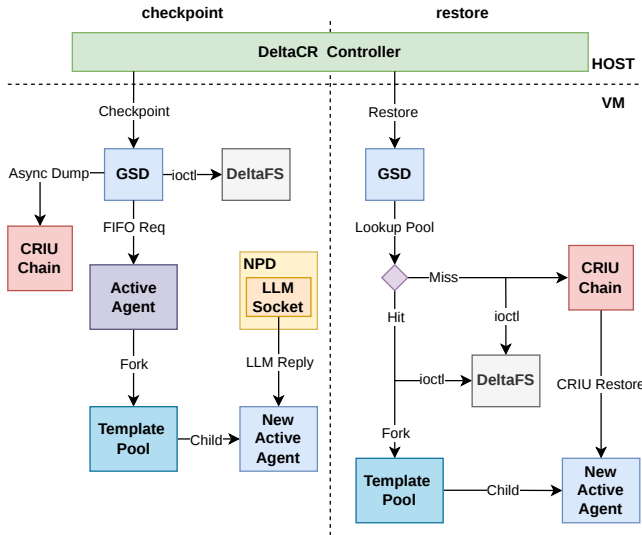 checkpoint
restore
DeltaCR Controller
HOST
VM
Checkpoint
Async Dump
GSD
ioctl
DeltaFS
FIFO Req
CRIU
Chain
Active
Agent
NPD
LLM
Socket
Fork
LLM Reply
Template
Pool
Child
New
Active
Agent
Restore
GSD
Lookup Pool
Miss
CRIU
Chain
Hit
ioctl
ioctl
DeltaFS
CRIU Restore
Fork
Template
Pool
Child
New
Active
Agent